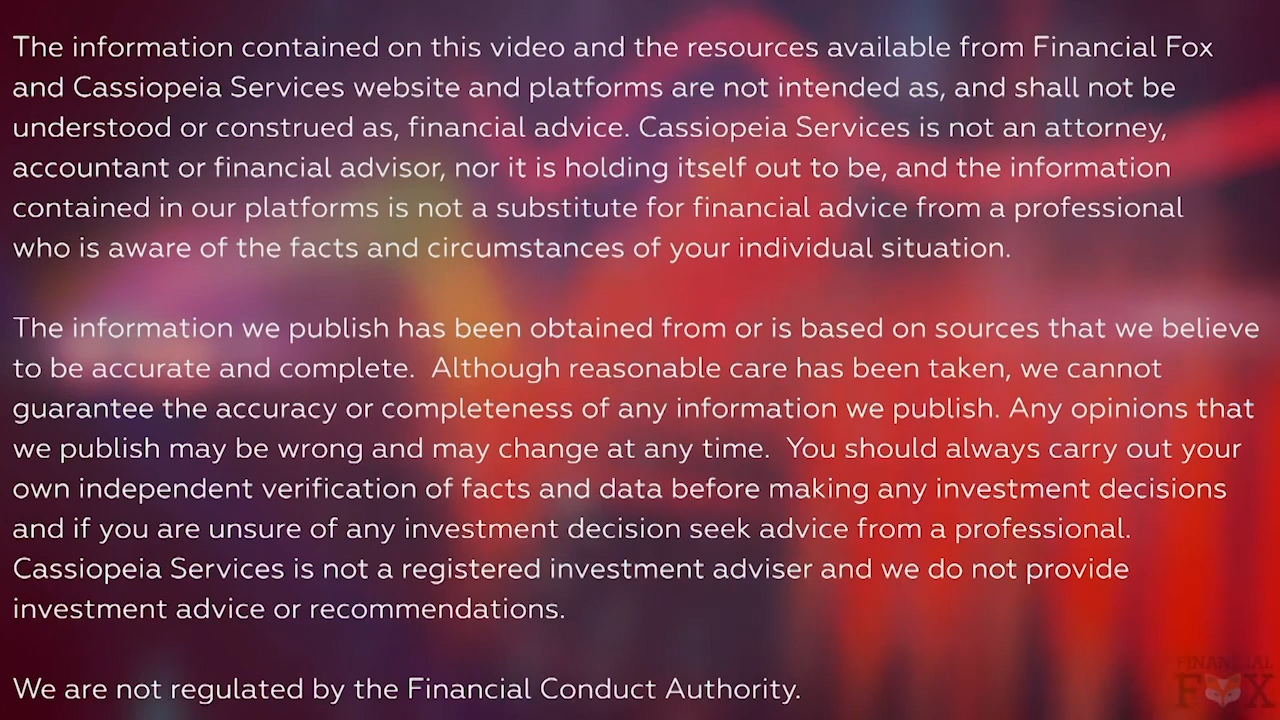 The information contained on this video and the resources available from Financial Fox
and Cassiopeia Services website and platforms are not intended as, and shall not be
understood or construed as, financial advice. Cassiopeia Services is not an attorney,
accountant or financial advisor, nor it is holding itself out to be, and the information
contained in our platforms is not a substitute for financial advice from a professional
who is aware of the facts and circumstances of your individual situation.
The information we publish has been obtained from or is based on sources that we believe
to be accurate and complete.  Although reasonable care has been taken, we cannot
guarantee the accuracy or completeness of any information we publish. Any opinions that
we publish may be wrong and may change at any time.  You should always carry out your
own independent verification of facts and data before making any investment decisions
and if you are unsure of any investment decision seek advice from a professional.
Cassiopeia Services is not a registered investment adviser and we do not provide
investment advice or recommendations.
We are not regulated by the Financial Conduct Authority.
FINANCIAL
FOX